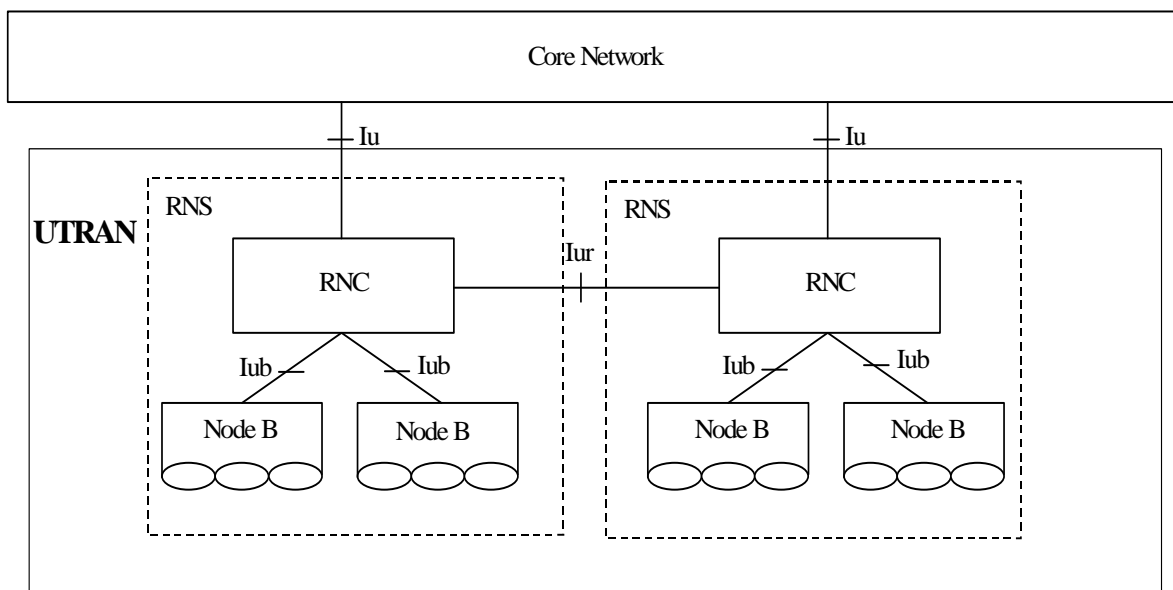 Core Network
Iu
Iu
RNS
RNS
UTRAN
Iur
RNC
RNC
Iub
Iub
Iub
Iub
Node B
Node B
Node B
Node B